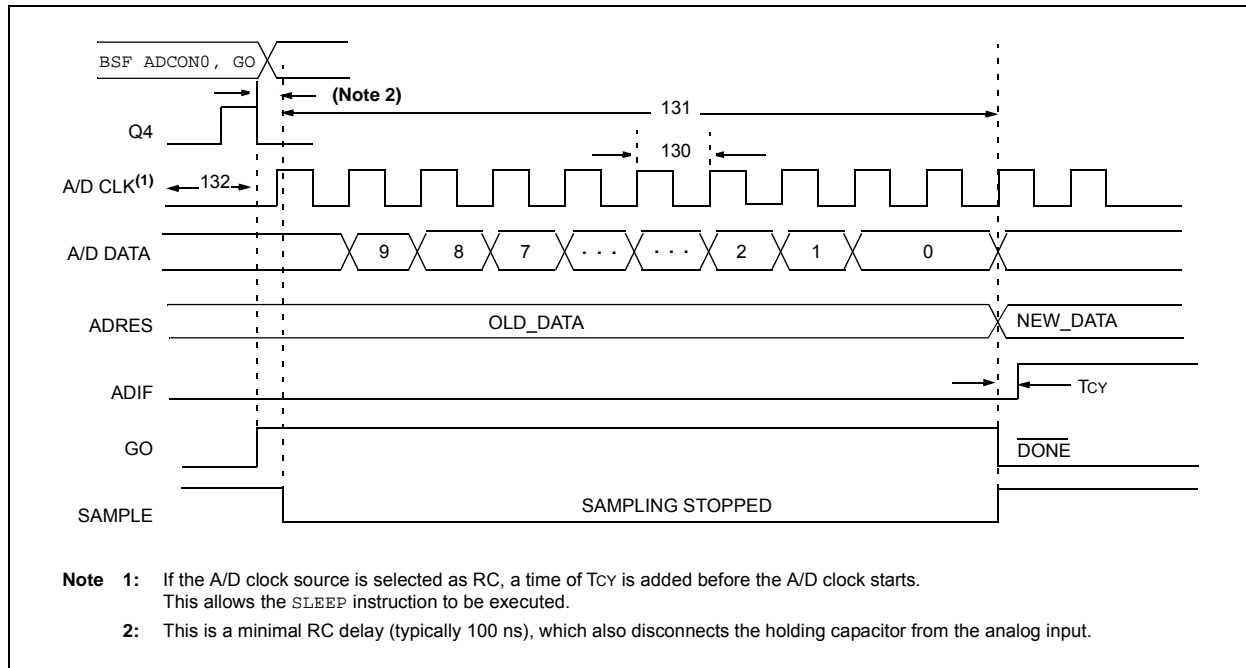 BSF ADCON0, GO
(Note 2)
131
Q4
130
A/D CLK(1)
132
A/D DATA
9 8 7 · · · · · · 2 1 0
ADRES
OLD_DATA
NEW_DATA
ADIF
TCY
GO
DONE
SAMPLE
SAMPLING STOPPED
Note 1: If the A/D clock source is selected as RC, a time of TCY is added before the A/D clock starts.
This allows the SLEEP instruction to be executed.
2: This is a minimal RC delay (typically 100 ns), which also disconnects the holding capacitor from the analog input.